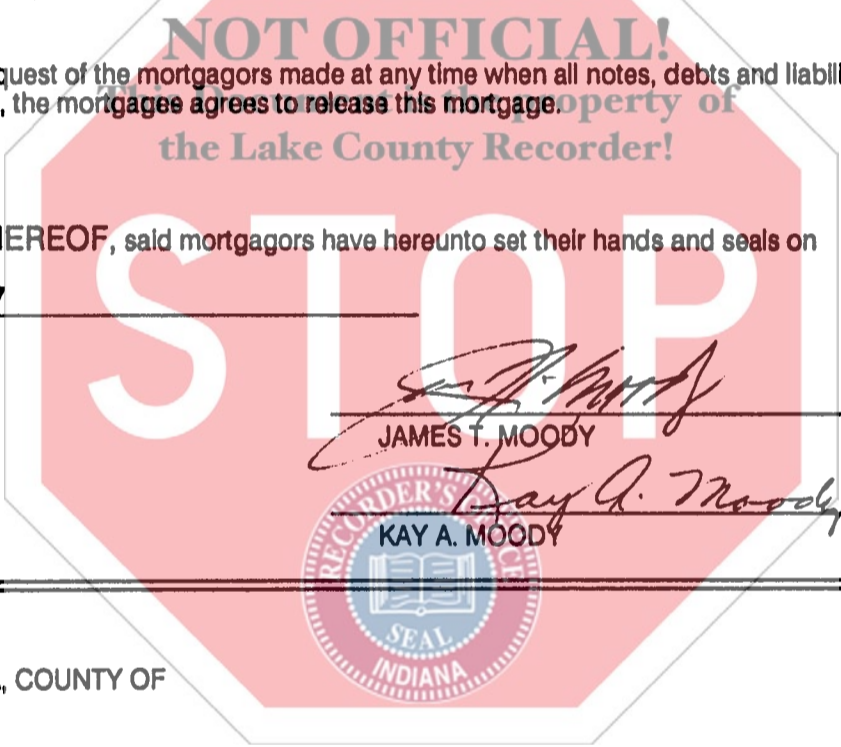 NOT OFFICIAL!
quest of the mortgagors made at any time when all notes, debts and liabili
, the mortgagee agrees to release this mortgage.
This Document is the property of
the Lake County Recorder!
STOP
EREOF, said mortgagors have hereunto set their hands and seals on
JAMES T. MOODY
Kay A. Moody
KAY A. MOODY
RECORDER'S OFFICE
SEAL
INDIANA
, COUNTY OF